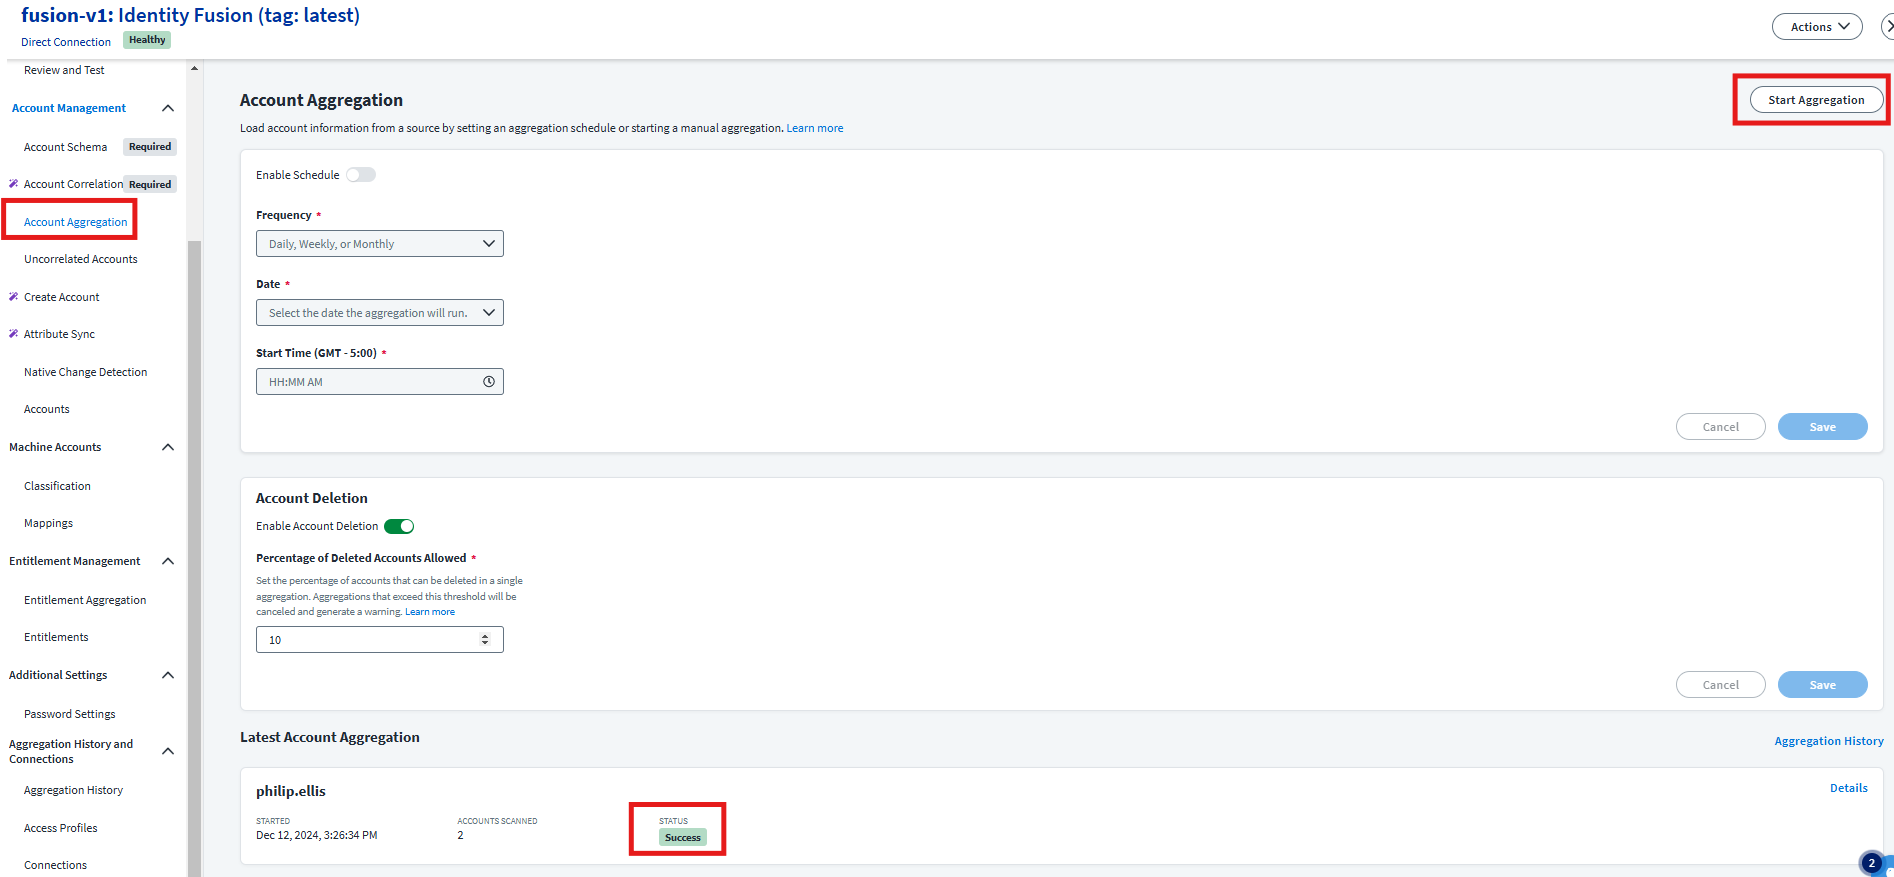 fusion-v1: Identity Fusion (tag: latest)
Direct Connection Healthy
Actions
Review and Test
Account Management
Account Schema Required
Account Correlation Required
Account Aggregation
Uncorrelated Accounts
Create Account
Attribute Sync
Native Change Detection
Accounts
Machine Accounts
Classification
Mappings
Entitlement Management
Entitlement Aggregation
Entitlements
Additional Settings
Password Settings
Aggregation History and
Connections
Aggregation History
Access Profiles
Connections
Account Aggregation
Start Aggregation
Load account information from a source by setting an aggregation schedule or starting a manual aggregation. Learn more
Enable Schedule
Frequency *
Daily, Weekly, or Monthly
Date *
Select the date the aggregation will run.
Start Time (GMT - 5:00) *
HH:MM AM
Cancel Save
Account Deletion
Enable Account Deletion
Percentage of Deleted Accounts Allowed *
Set the percentage of accounts that can be deleted in a single
aggregation. Aggregations that exceed this threshold will be
canceled and generate a warning. Learn more
10
Cancel Save
Latest Account Aggregation
Aggregation History
philip.ellis
Details
STARTED ACCOUNTS SCANNED STATUS
Dec 12, 2024, 3:26:34 PM 2 Success
2